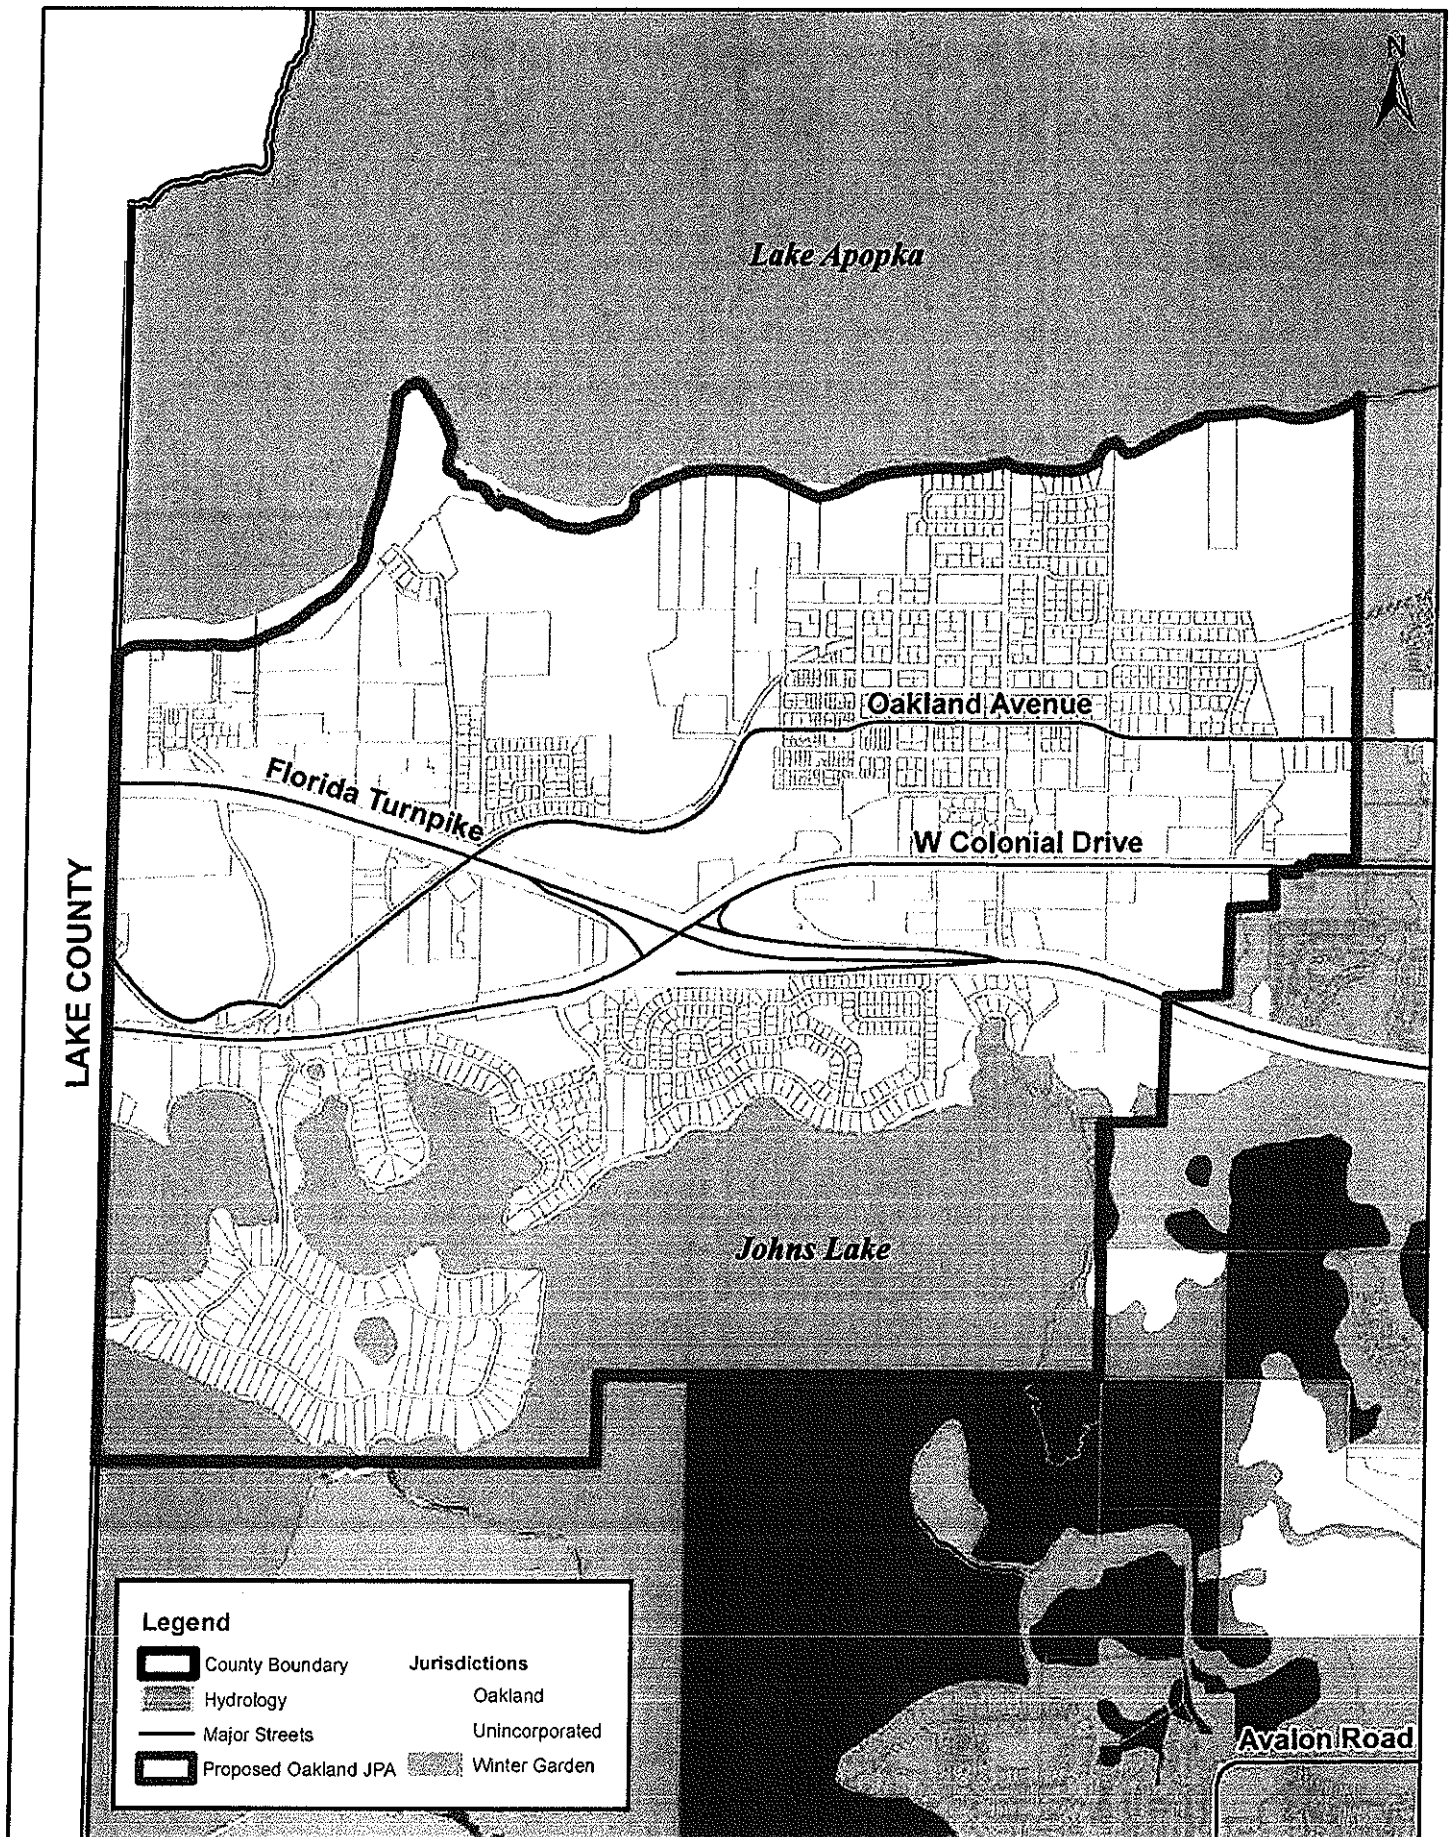 N
Lake Apopka
Oakland Avenue
Florida Turnpike
W Colonial Drive
LAKE COUNTY
Johns Lake
Legend
County Boundary
Hydrology
Major Streets
Proposed Oakland JPA
Jurisdictions
Oakland
Unincorporated
Winter Garden
Avalon Road